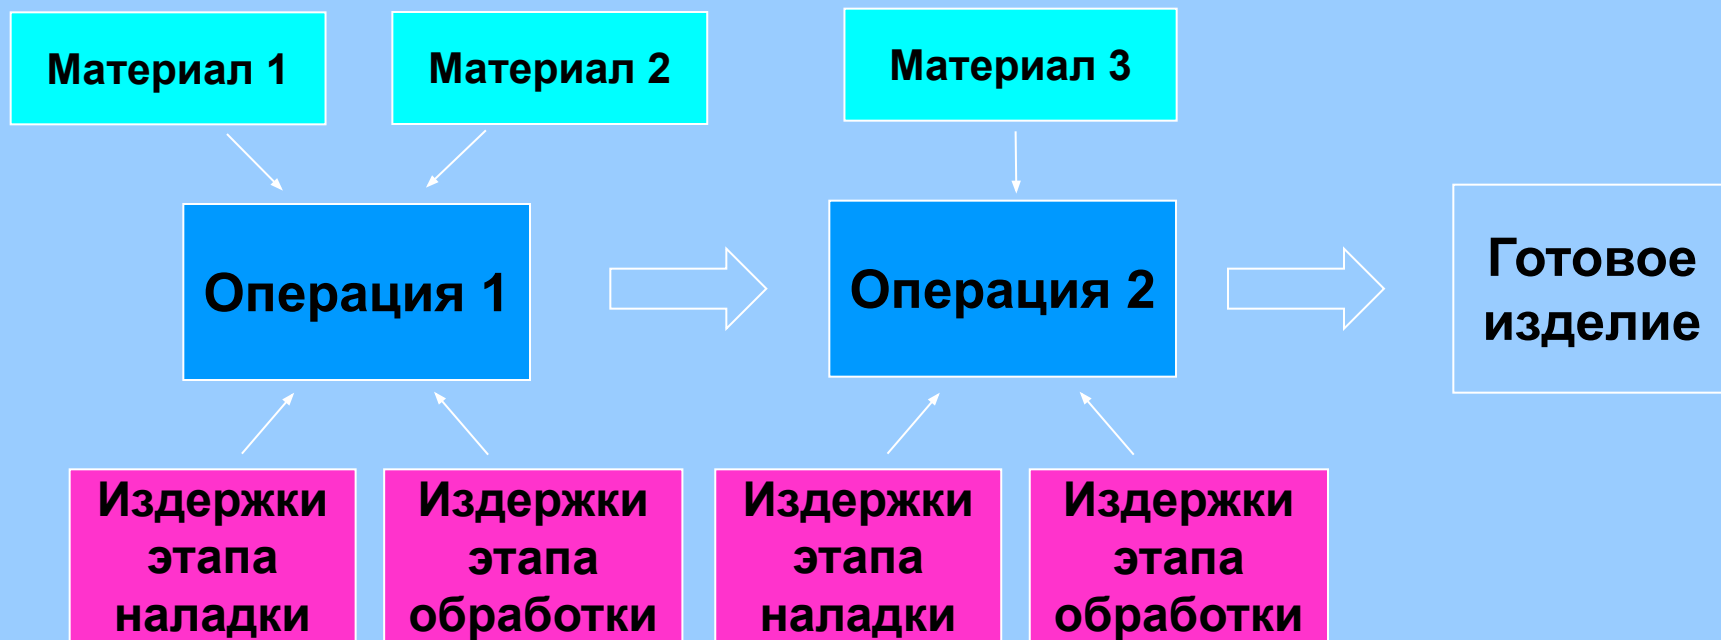 Материал 1
Материал 2
Материал 3
Операция 1
Операция 2
Готовое
изделие
Издержки
этапа
наладки
Издержки
этапа
обработки
Издержки
этапа
наладки
Издержки
этапа
обработки